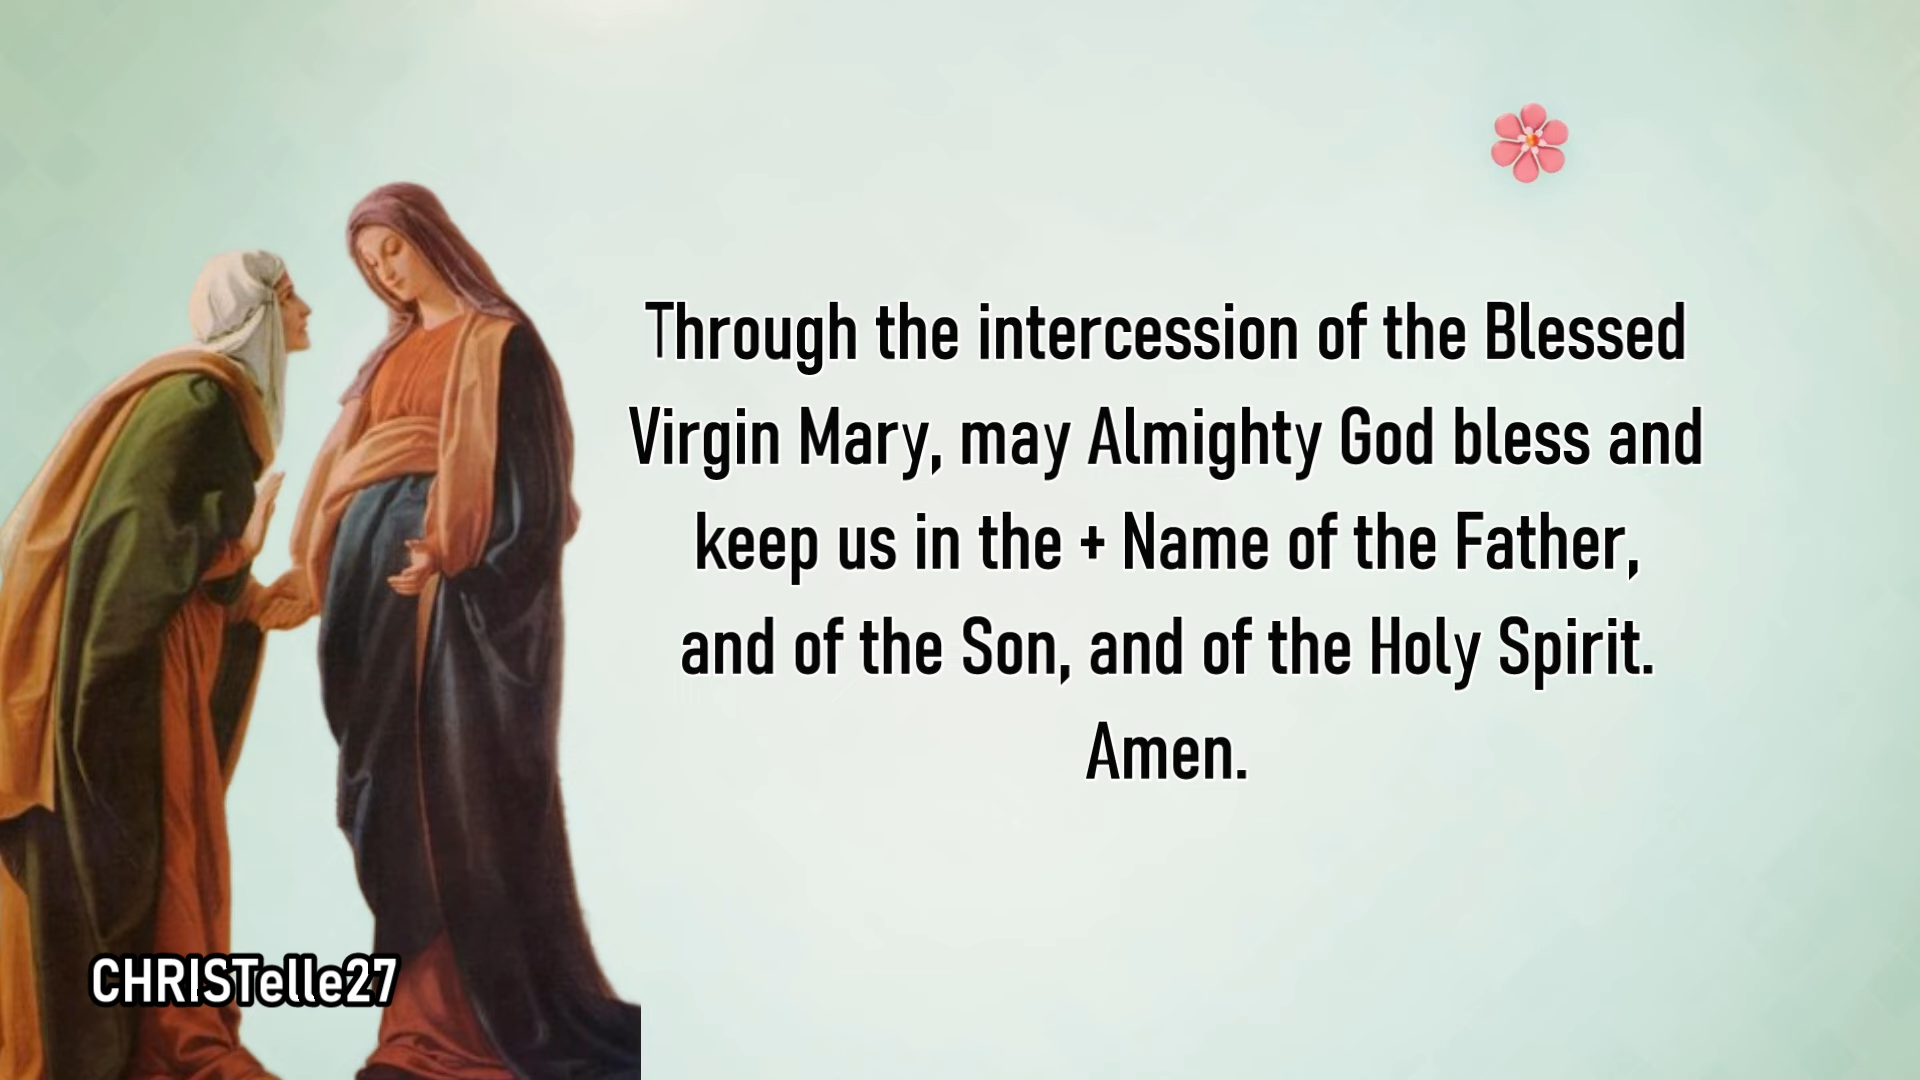 Through the intercession of the Blessed
Virgin Mary, may Almighty God bless and
keep us in the + Name of the Father,
and of the Son, and of the Holy Spirit.
Amen.
CHRISTelle27